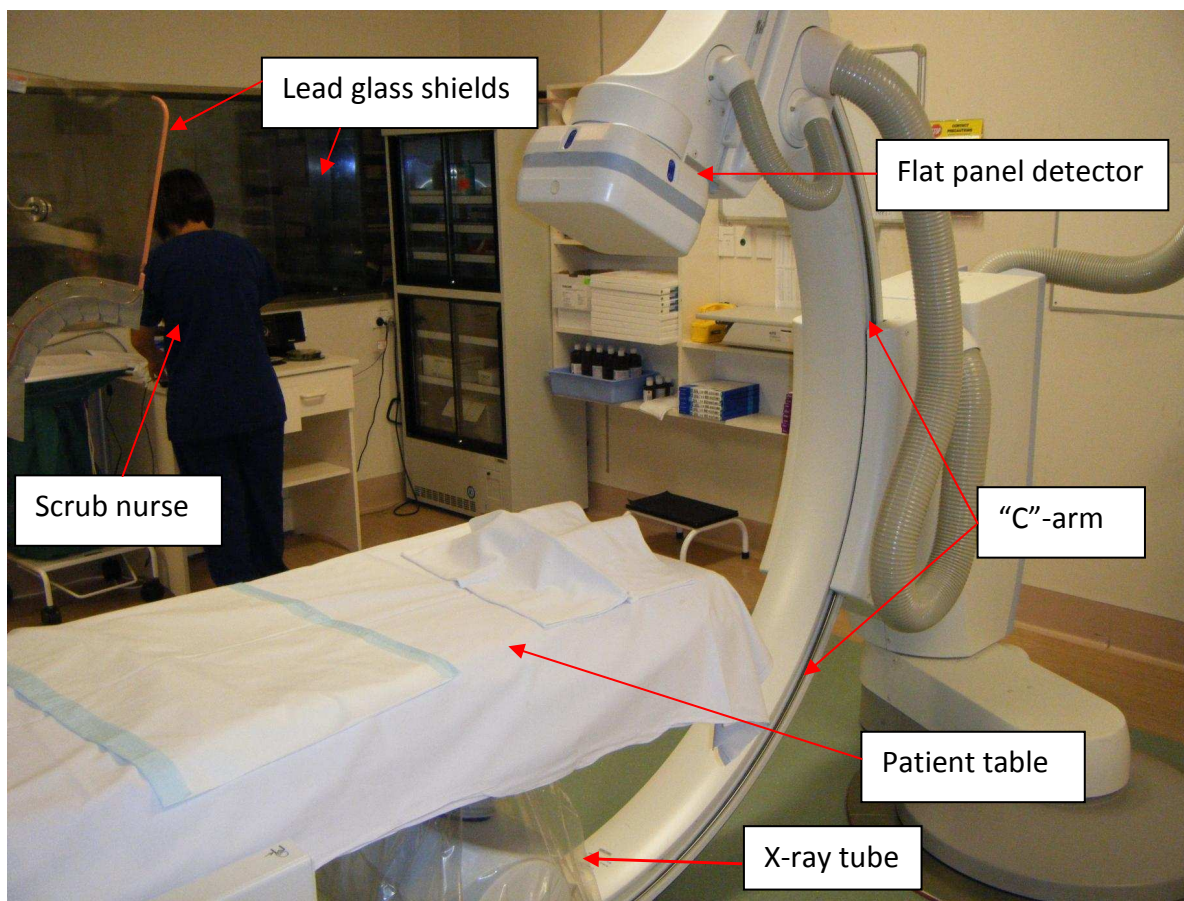 Lead glass shields
Flat panel detector
Scrub nurse
“C”-arm
Patient table
X-ray tube